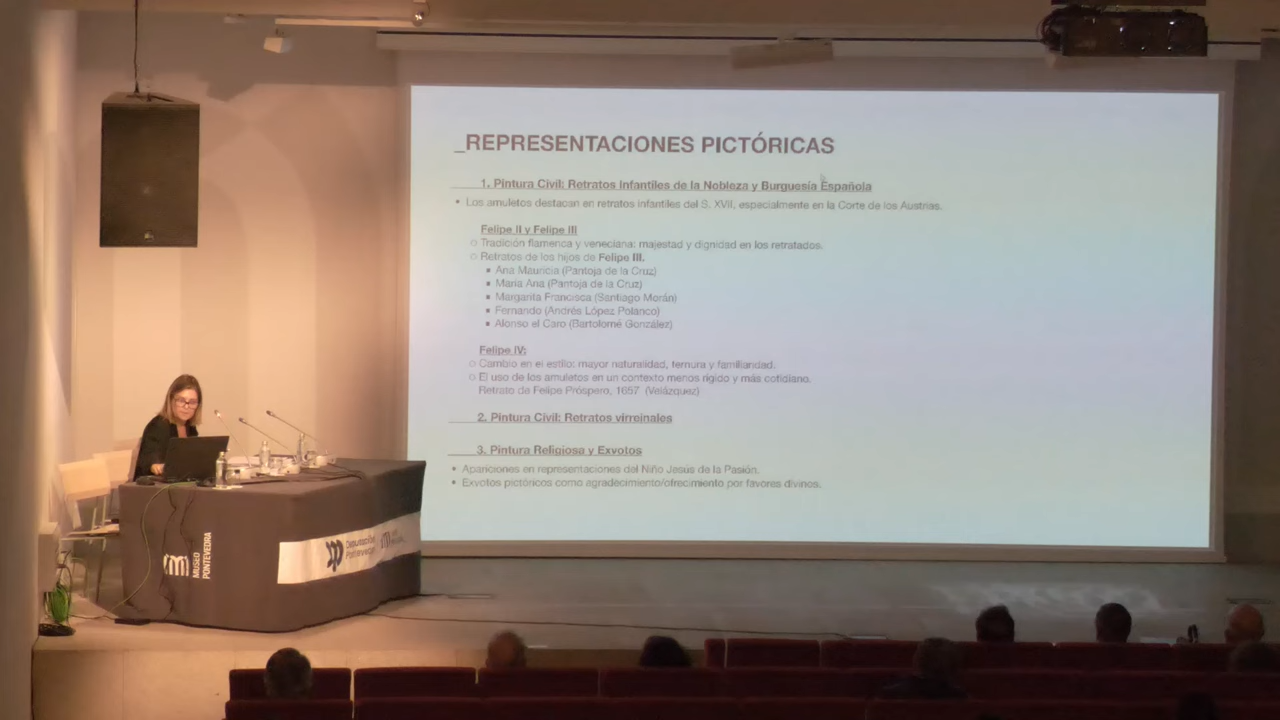 _REPRESENTACIONES PICTÓRICAS
1. Pintura Civil: Retratos Infantiles de la Nobleza y Burguesía Española
• Los amuletos destacan en retratos infantiles del S. XVII, especialmente en la Corte de los Austrias.
Felipe II y Felipe III
○ Tradición flamenca y veneciana: majestad y dignidad en los retratados.
○ Retratos de los hijos de Felipe III.
▪ Ana Mauricia (Pantoja de la Cruz)
▪ María Ana (Pantoja de la Cruz)
▪ Margarita Francisca (Santiago Morán)
▪ Fernando (Andrés López Polanco)
▪ Alonso el Caro (Bartolomé González)
Felipe IV:
○ Cambio en el estilo: mayor naturalidad, ternura y familiaridad.
○ El uso de los amuletos en un contexto menos rígido y más cotidiano.
Retrato de Felipe Próspero, 1657 (Velázquez)
2. Pintura Civil: Retratos virreinales
3. Pintura Religiosa y Exvotos
• Apariciones en representaciones del Niño Jesús de la Pasión.
• Exvotos pictóricos como agradecimiento/ofrecimiento por favores divinos.
MUSEO
PONTEVEDRA
Deputación
Pontevedra